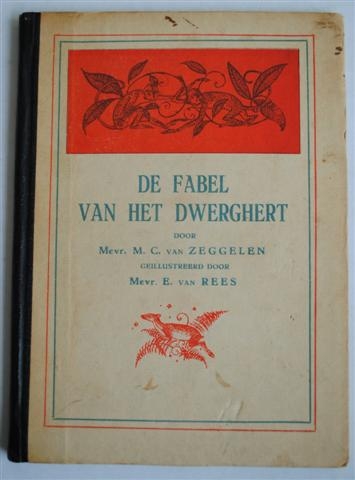 DE FABEL
VAN HET DWERGHERT
DOOR
Mevr. M. C. VAN ZEGGELEN
GEILLUSTREERD DOOR
Mevr. E. VAN REES